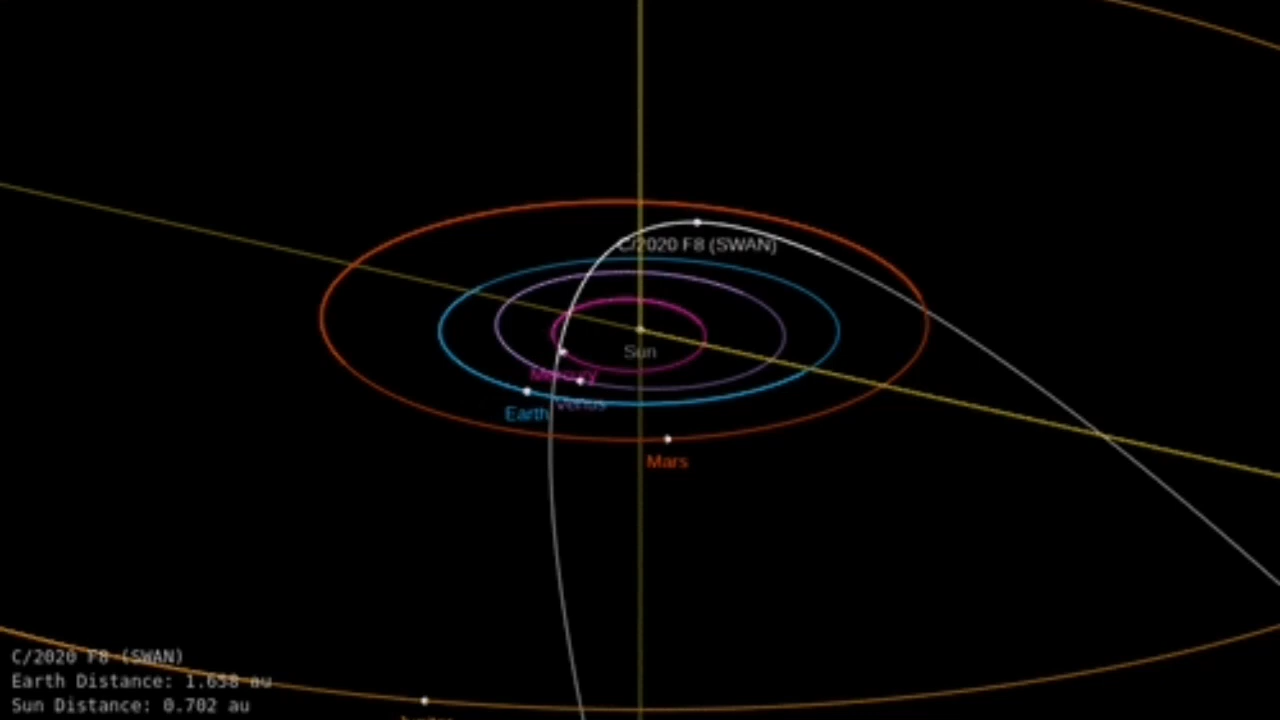 C/2020 F8 (SWAN)
Sun
Mercury
Venus
Earth
Mars
C/2020 F8 (SWAN)
Earth Distance: 1.658 au
Sun Distance: 0.702 au